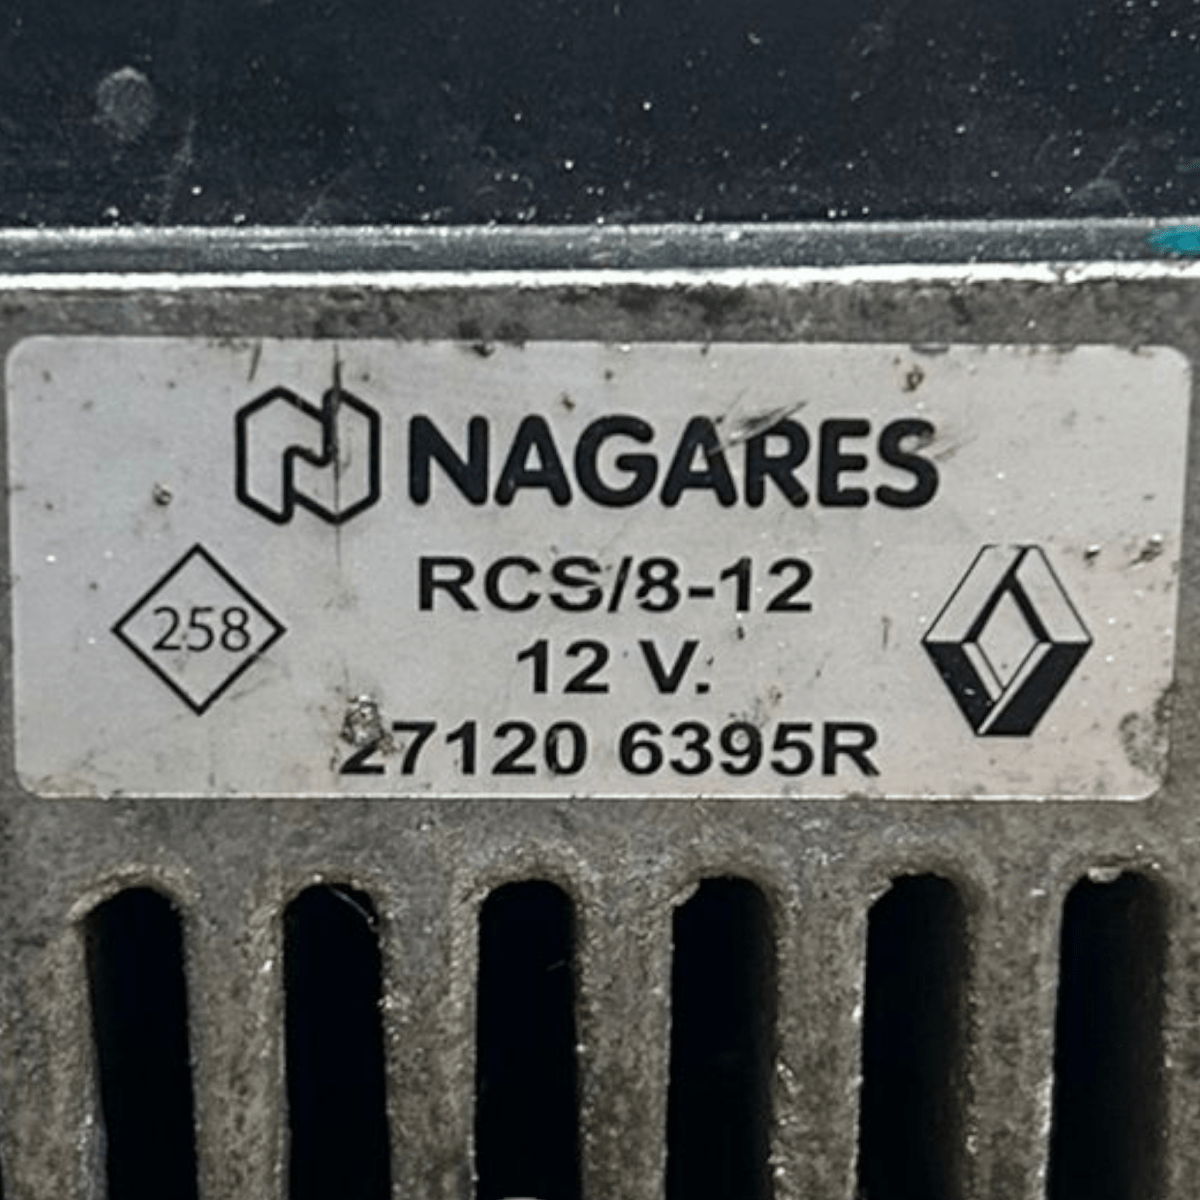 NAGARES
RCS/8-12
258
12 V.
27120 6395R